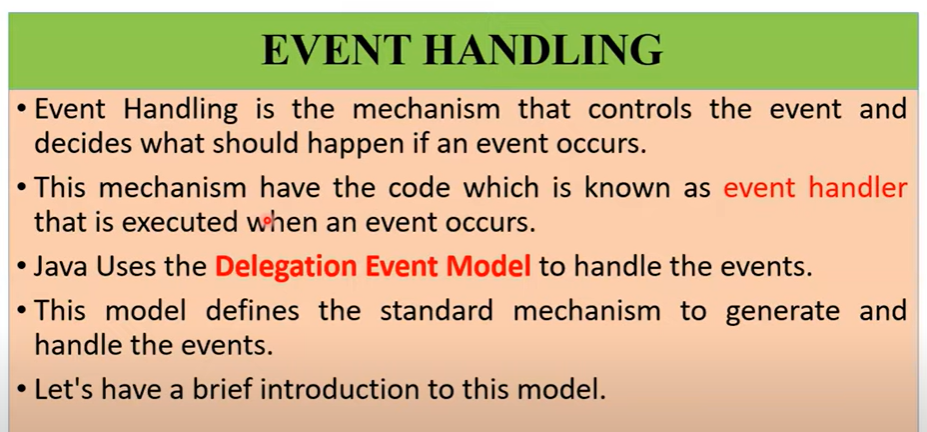 EVENT HANDLING
• Event Handling is the mechanism that controls the event and
decides what should happen if an event occurs.
• This mechanism have the code which is known as event handler
that is executed when an event occurs.
• Java Uses the Delegation Event Model to handle the events.
• This model defines the standard mechanism to generate and
handle the events.
• Let's have a brief introduction to this model.